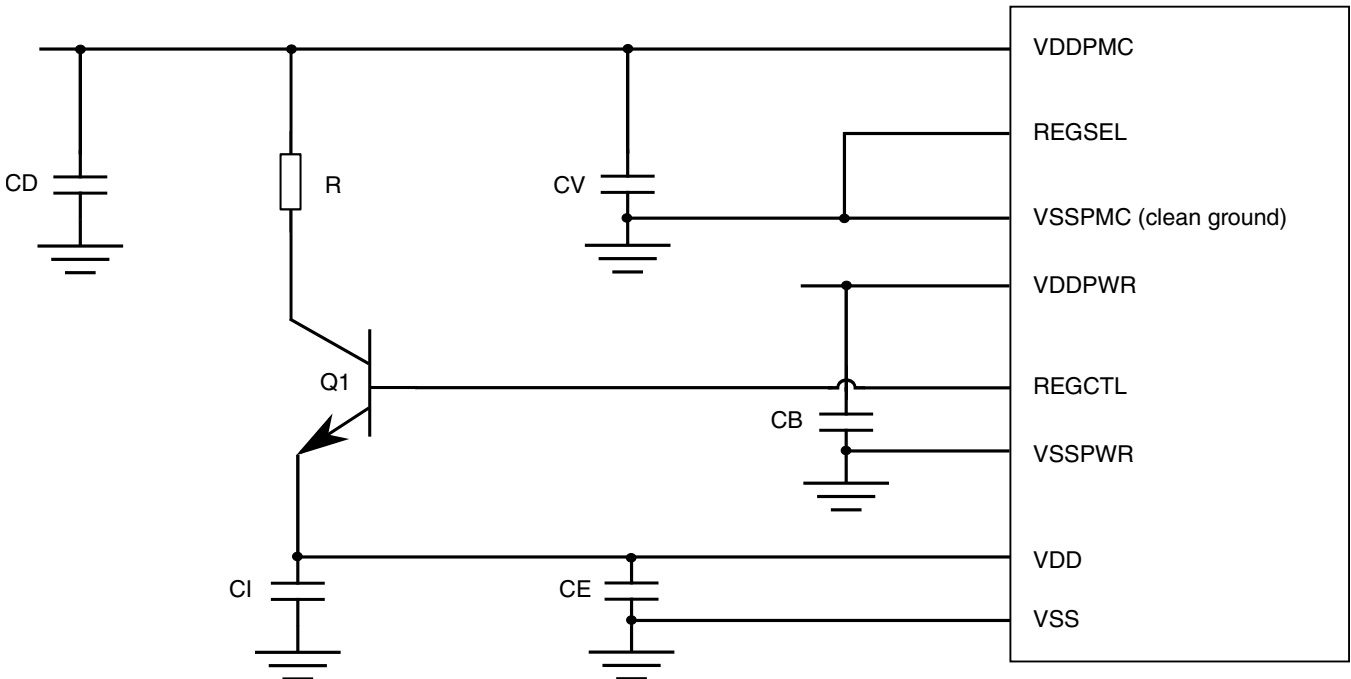 VDDPMC
REGSEL
CD
R
CV
VSSPMC (clean ground)
VDDPWR
Q1
REGCTL
CB
VSSPWR
VDD
CI
CE
VSS